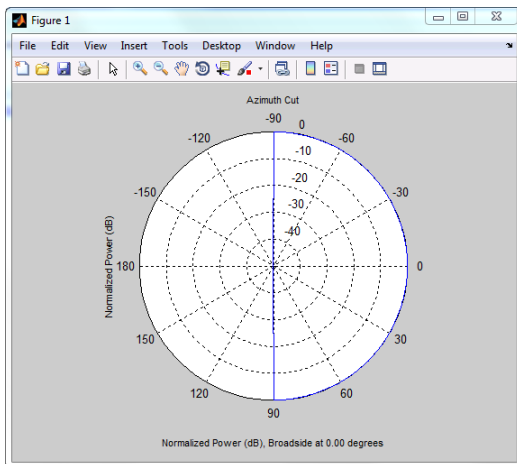 Figure 1
File Edit View Insert Tools Desktop Window Help
Azimuth Cut
-90 0
-120 -60
-10
-20
-150 -30
-30
-40
Normalized Power (dB)
180 0
150 30
120 60
90
Normalized Power (dB), Broadside at 0.00 degrees